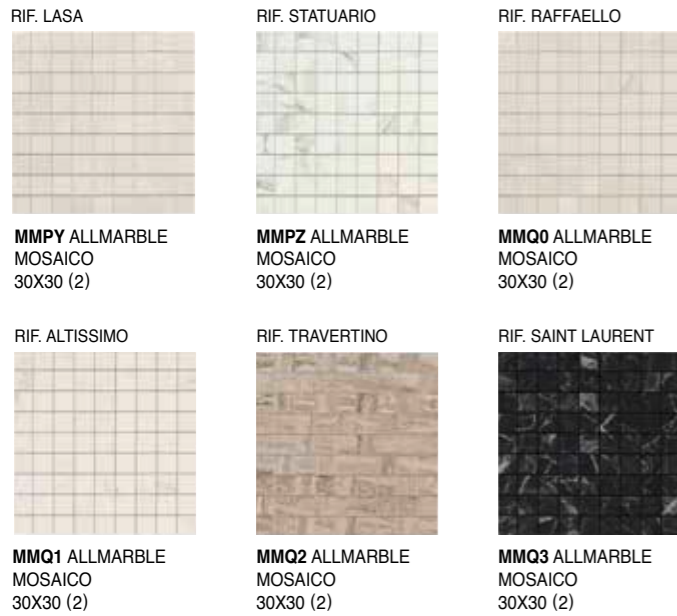 RIF. LASA
RIF. STATUARIO
RIF. RAFFAELLO
MMPY ALLMARBLE
MOSAICO
30X30 (2)
MMPZ ALLMARBLE
MOSAICO
30X30 (2)
MMQ0 ALLMARBLE
MOSAICO
30X30 (2)
RIF. ALTISSIMO
RIF. TRAVERTINO
RIF. SAINT LAURENT
MMQ1 ALLMARBLE
MOSAICO
30X30 (2)
MMQ2 ALLMARBLE
MOSAICO
30X30 (2)
MMQ3 ALLMARBLE
MOSAICO
30X30 (2)